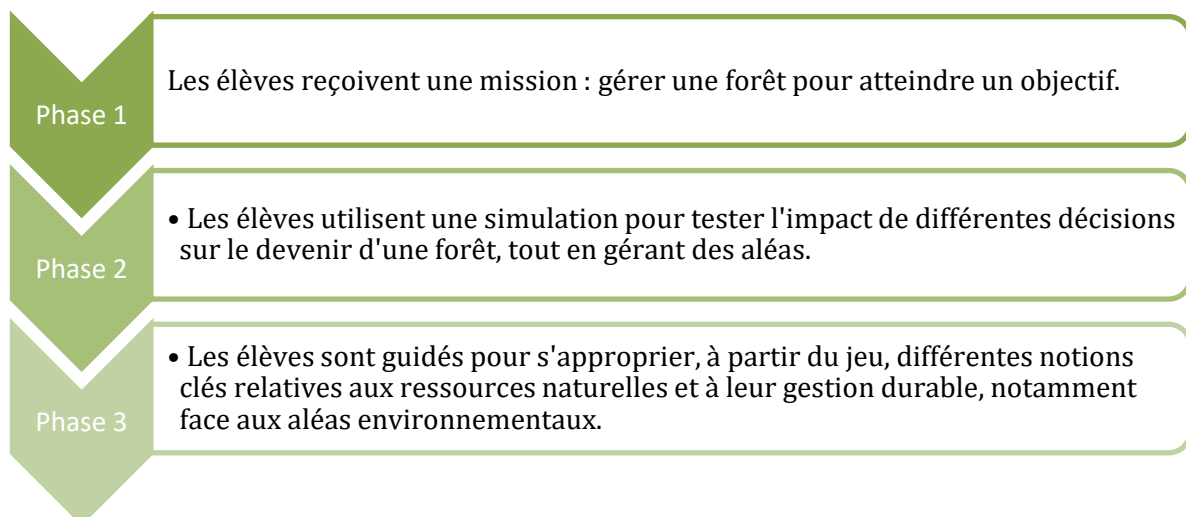 Phase 1
Les élèves reçoivent une mission : gérer une forêt pour atteindre un objectif.
Phase 2
• Les élèves utilisent une simulation pour tester l'impact de différentes décisions
sur le devenir d'une forêt, tout en gérant des aléas.
Phase 3
• Les élèves sont guidés pour s'approprier, à partir du jeu, différentes notions
clés relatives aux ressources naturelles et à leur gestion durable, notamment
face aux aléas environnementaux.